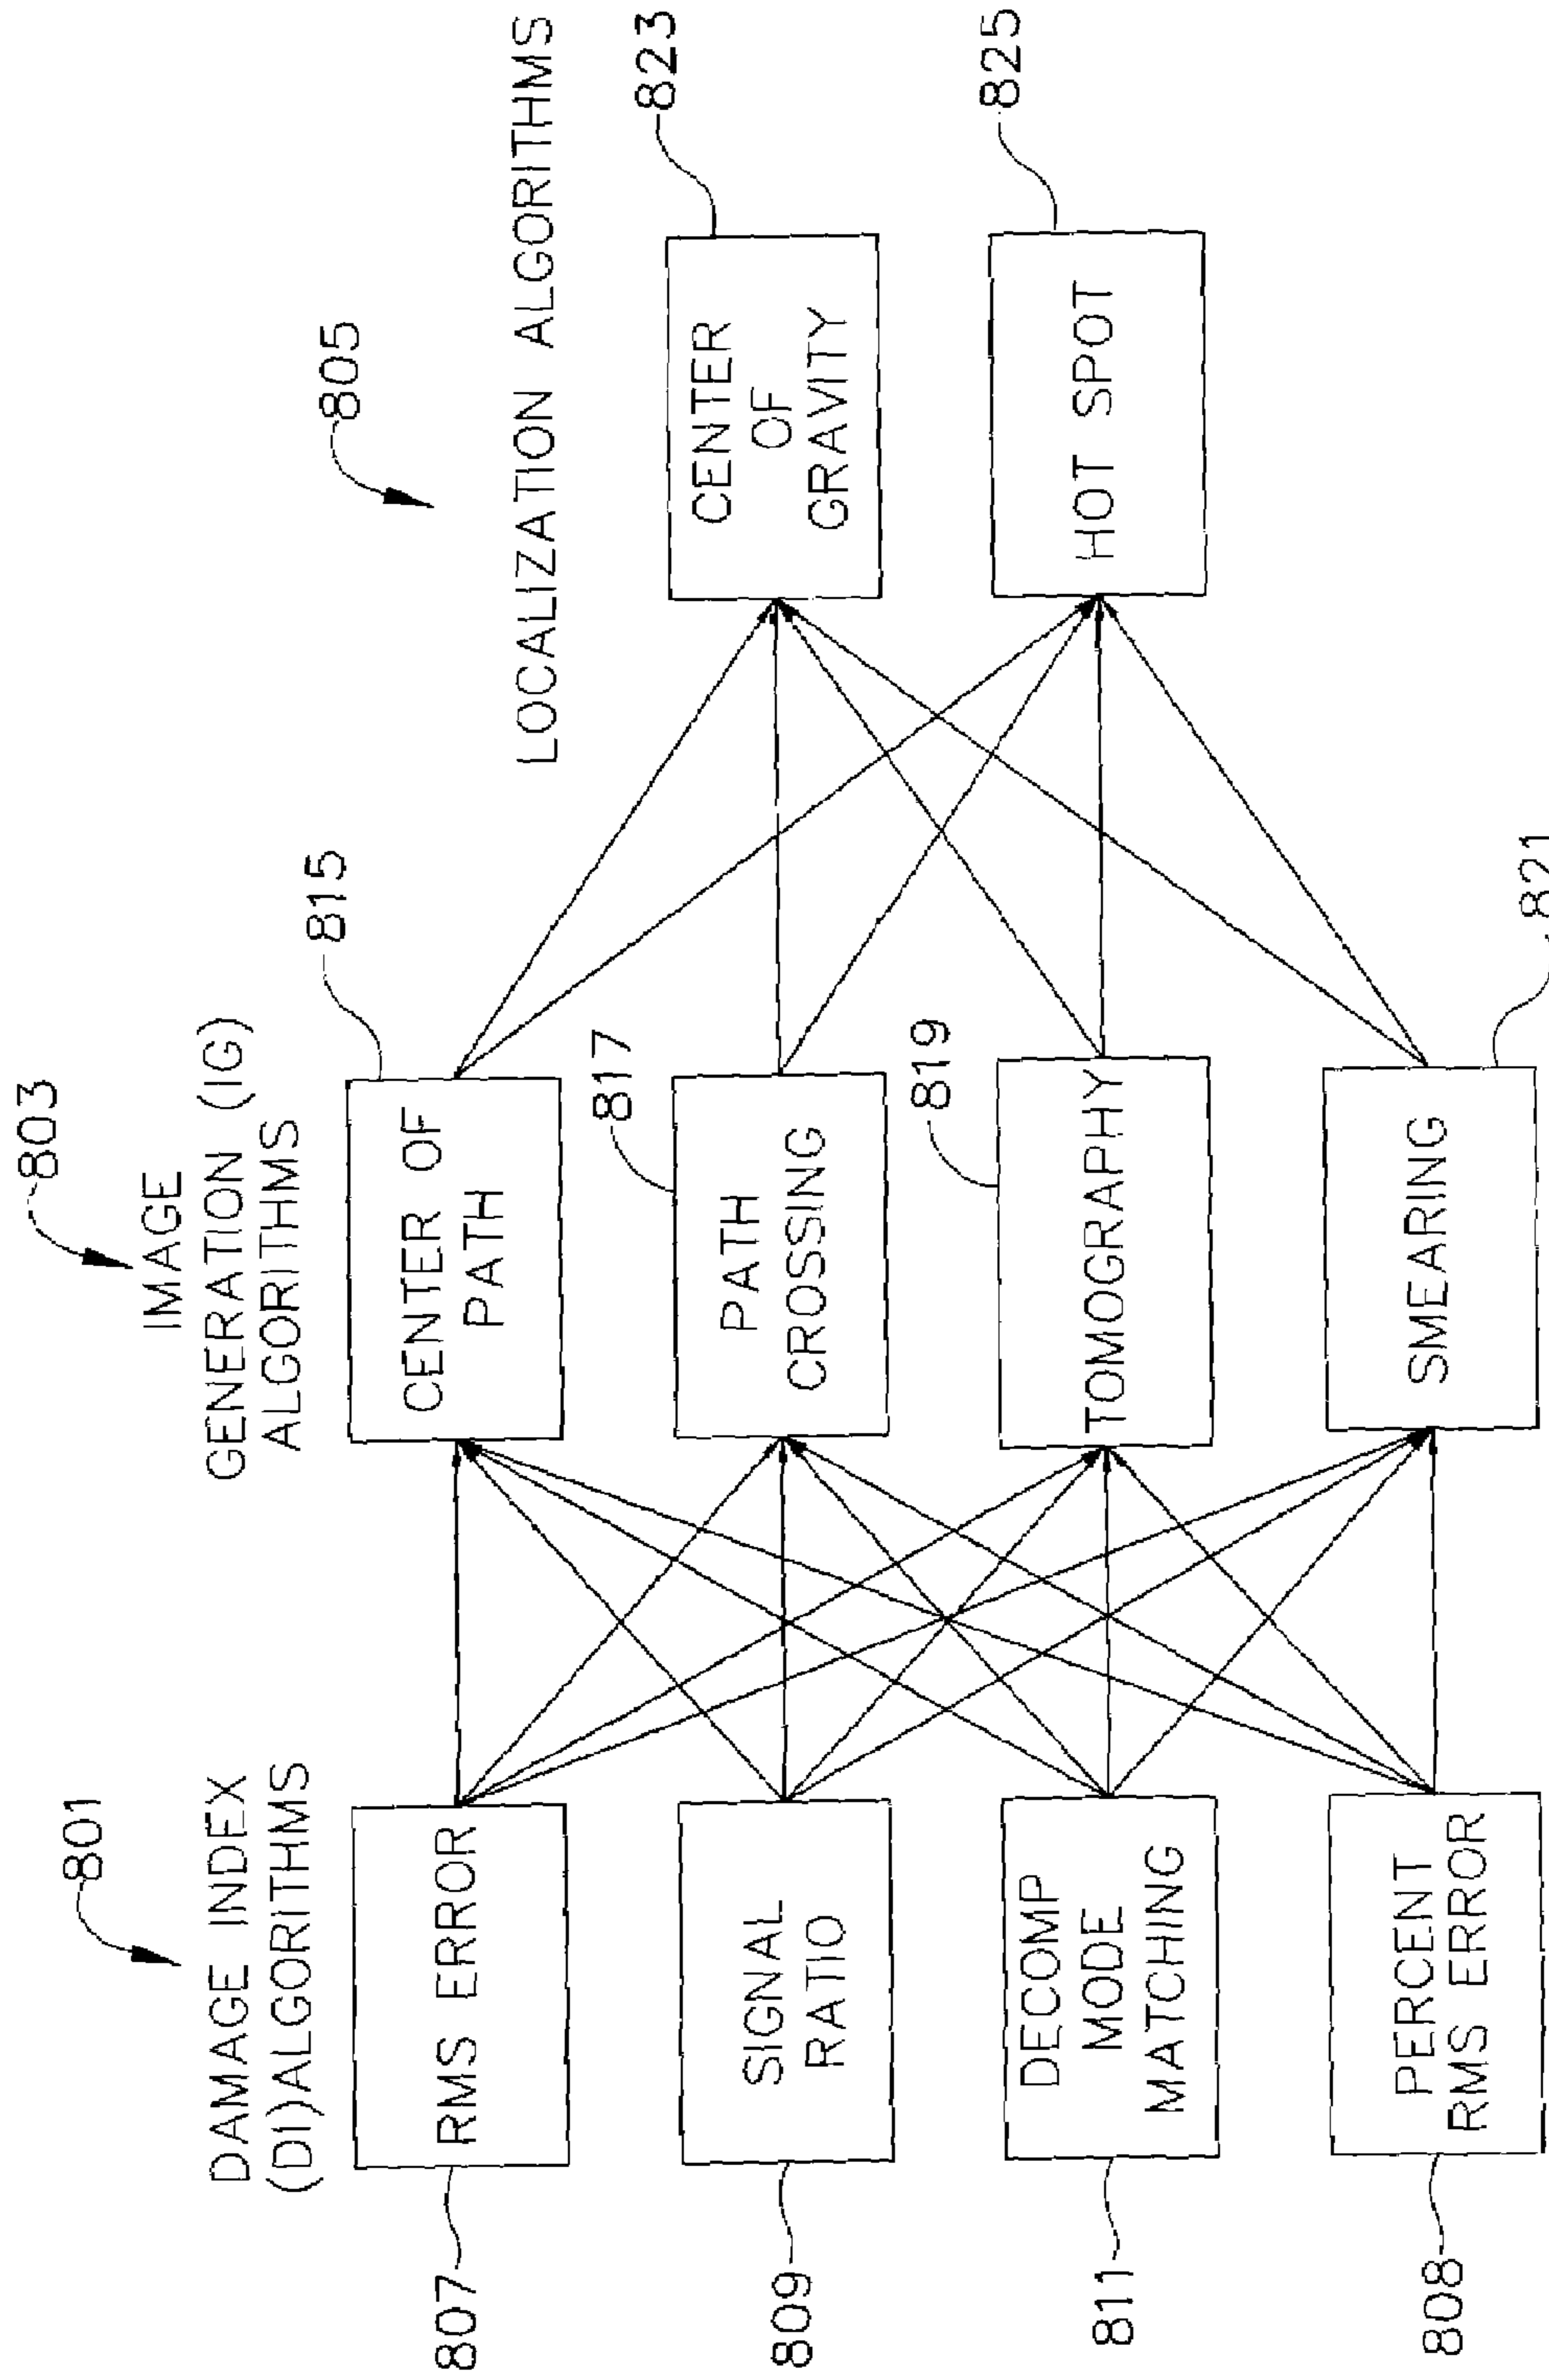 801
DAMAGE INDEX
(DI)ALGORITHMS
807
RMS ERROR
809
SIGNAL
RATIO
811
DECOMP
MODE
MATCHING
808
PERCENT
RMS ERROR
803
IMAGE
GENERATION (IG)
ALGORITHMS
815
CENTER OF
PATH
817
PATH
CROSSING
819
TOMOGRAPHY
821
SMEARING
805
LOCALIZATION ALGORITHMS
823
CENTER
OF
GRAVITY
825
HOT SPOT